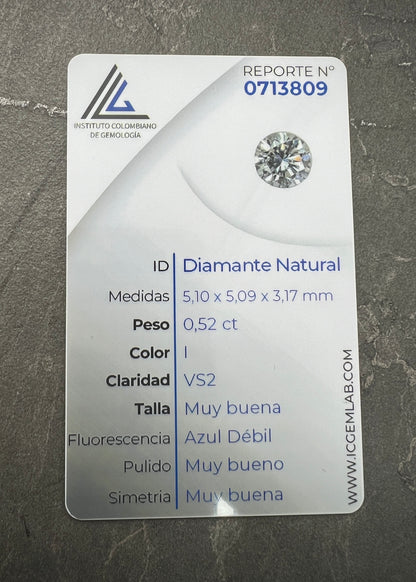 REPORTE Nº
0713809
INSTITUTO COLOMBIANO
DE GEMOLOGÍA
ID Diamante Natural
Medidas 5,10 x 5,09 x 3,17 mm
Peso 0,52 ct
Color I
Claridad VS2
Talla Muy buena
Fluorescencia Azul Débil
Pulido Muy bueno
Simetria Muy buena
WWW.ICGEMLAB.COM